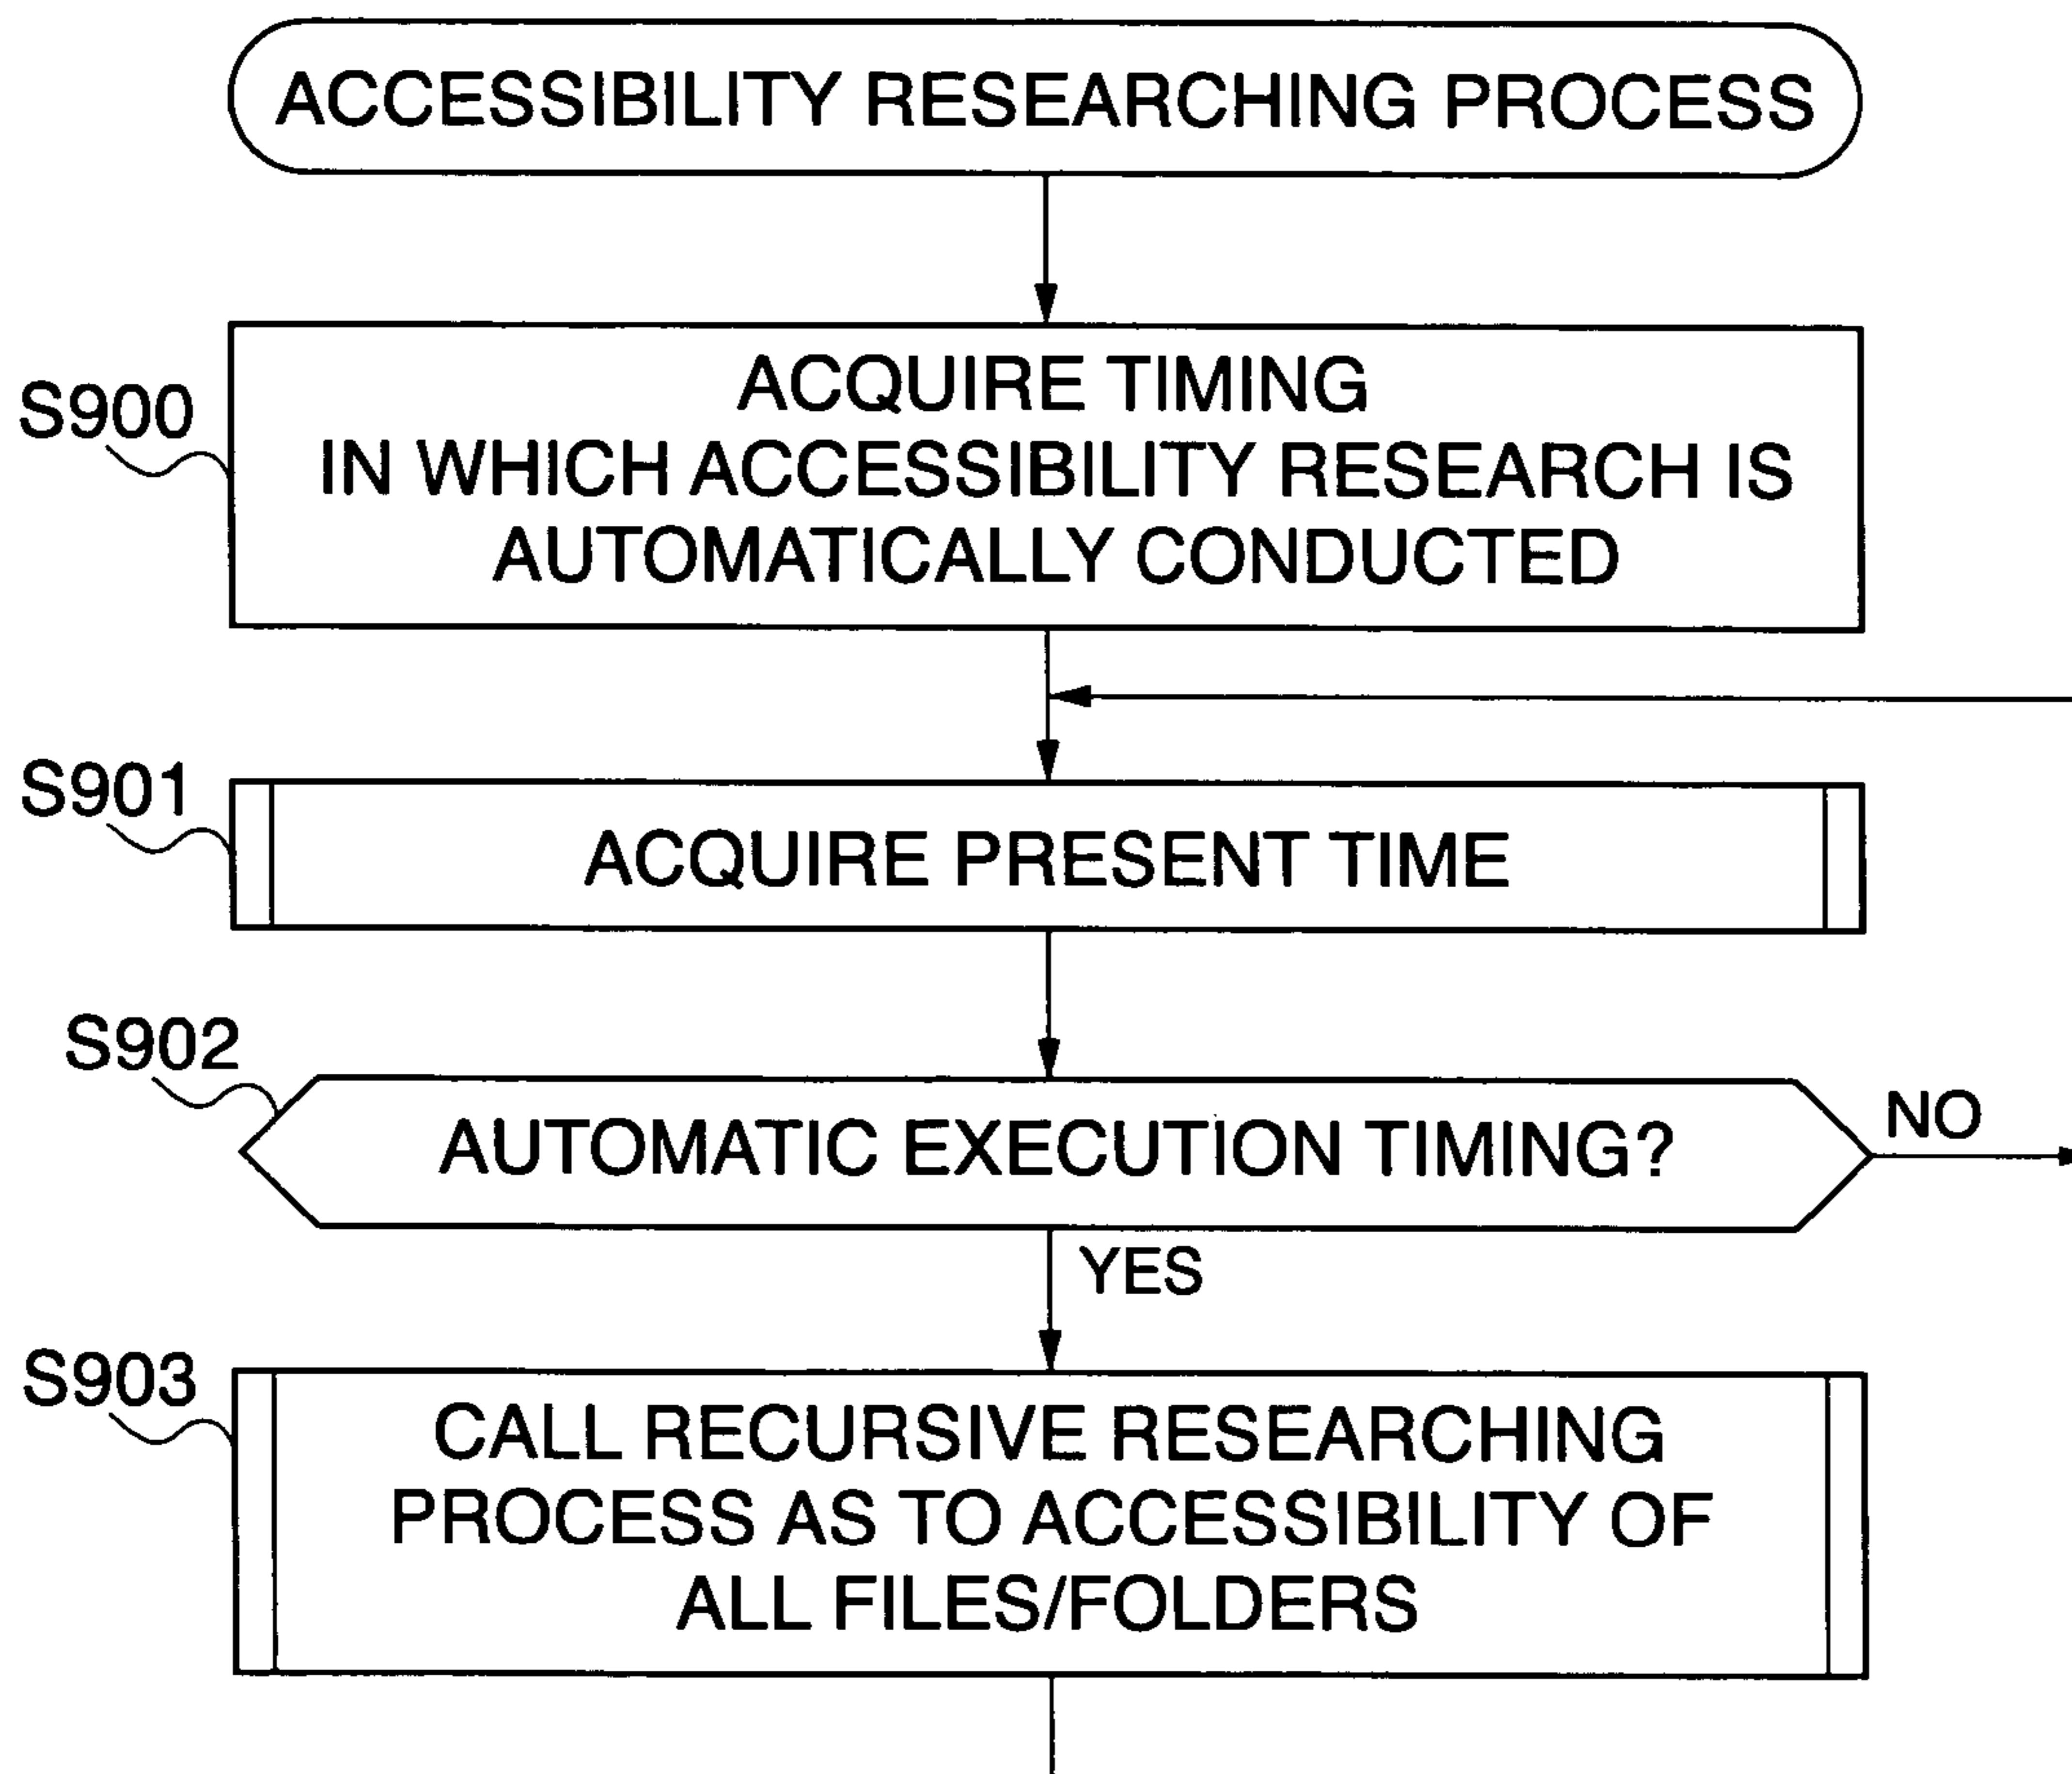 ACCESSIBILITY RESEARCHING PROCESS
S900
ACQUIRE TIMING
IN WHICH ACCESSIBILITY RESEARCH IS
AUTOMATICALLY CONDUCTED
S901
ACQUIRE PRESENT TIME
S902
AUTOMATIC EXECUTION TIMING?
NO
YES
S903
CALL RECURSIVE RESEARCHING
PROCESS AS TO ACCESSIBILITY OF
ALL FILES/FOLDERS